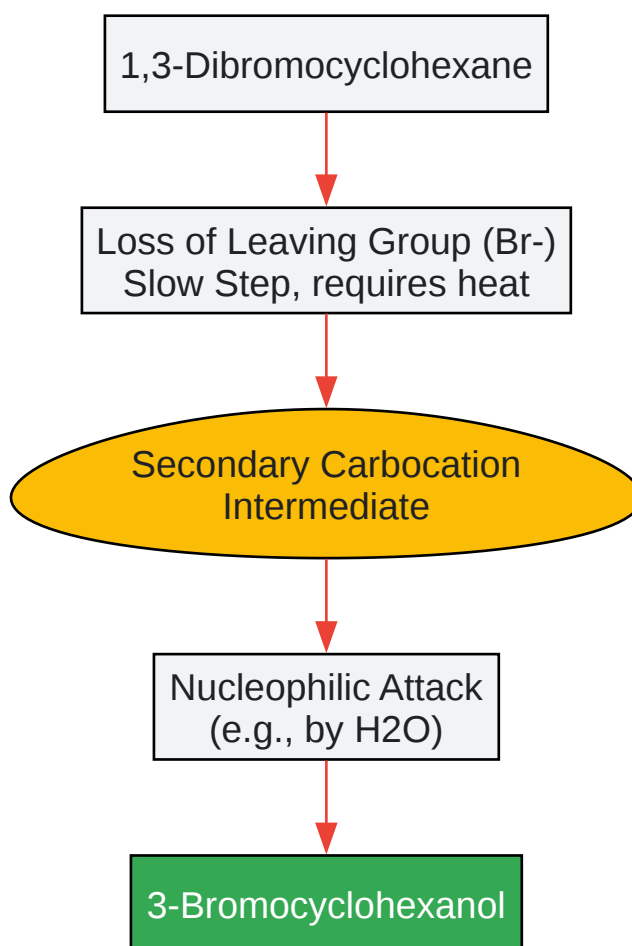 1,3-Dibromocyclohexane
Loss of Leaving Group (Br-)
Slow Step, requires heat
Secondary Carbocation
Intermediate
Nucleophilic Attack
(e.g., by H2O)
3-Bromocyclohexanol